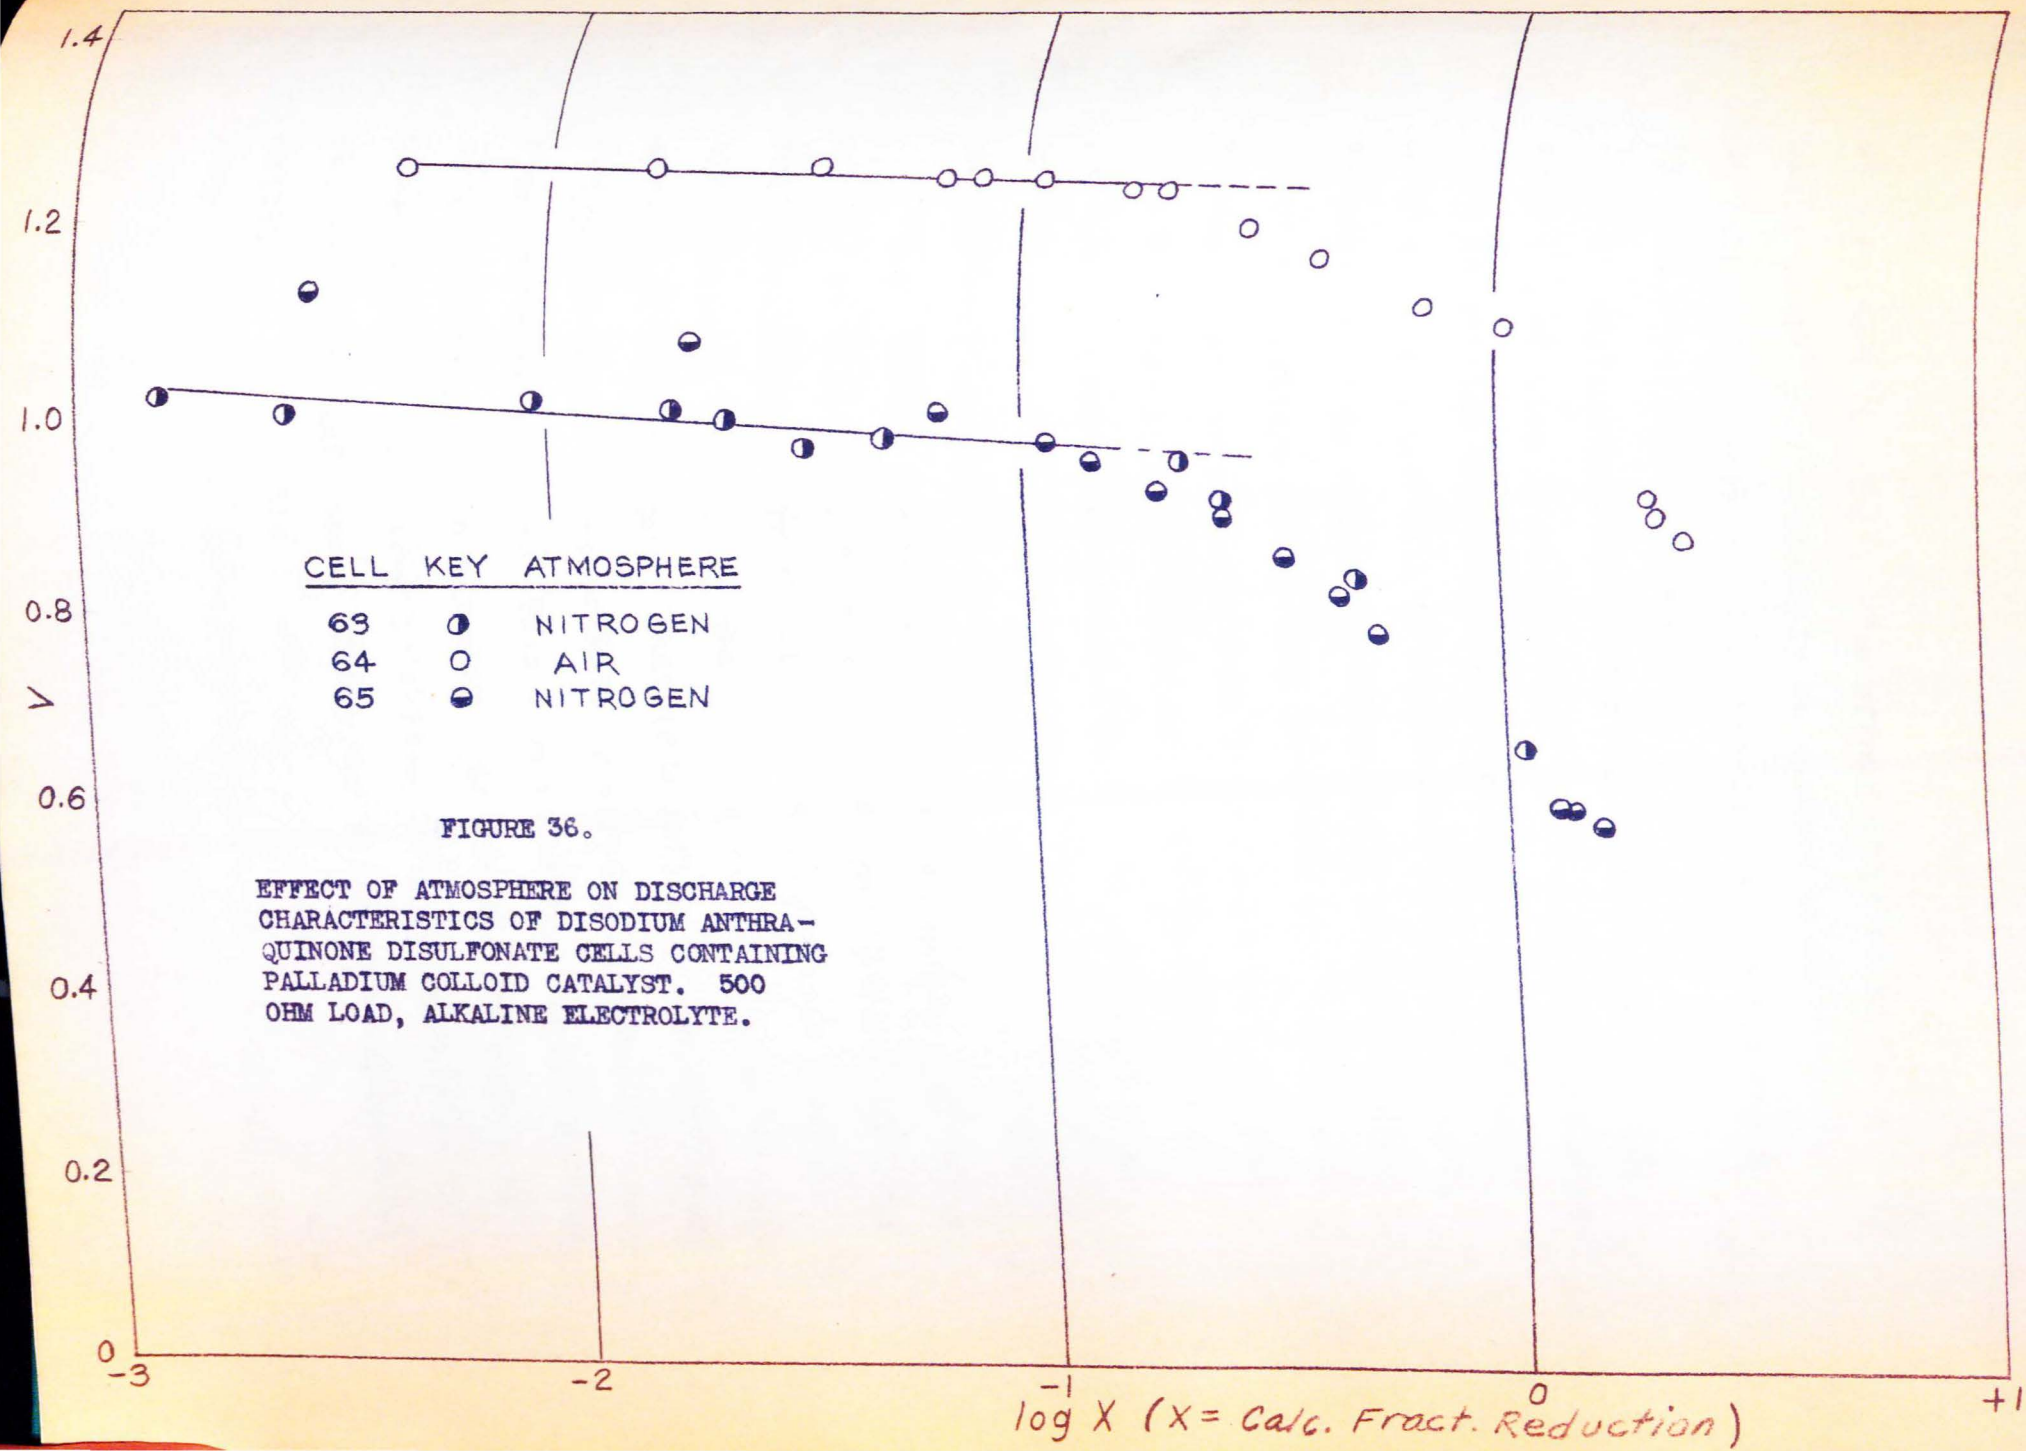 1.4
1.2
1.0
0.8
V
0.6
0.4
0.2
0
CELL KEY ATMOSPHERE
63 NITROGEN
64 AIR
65 NITROGEN
FIGURE 36.
EFFECT OF ATMOSPHERE ON DISCHARGE
CHARACTERISTICS OF DISODIUM ANTHRA-
QUINONE DISULFONATE CELLS CONTAINING
PALLADIUM COLLOID CATALYST. 500
OHM LOAD, ALKALINE ELECTROLYTE.
-3 -2 -1 0 +1
log X (X = Calc. Fract. Reduction)